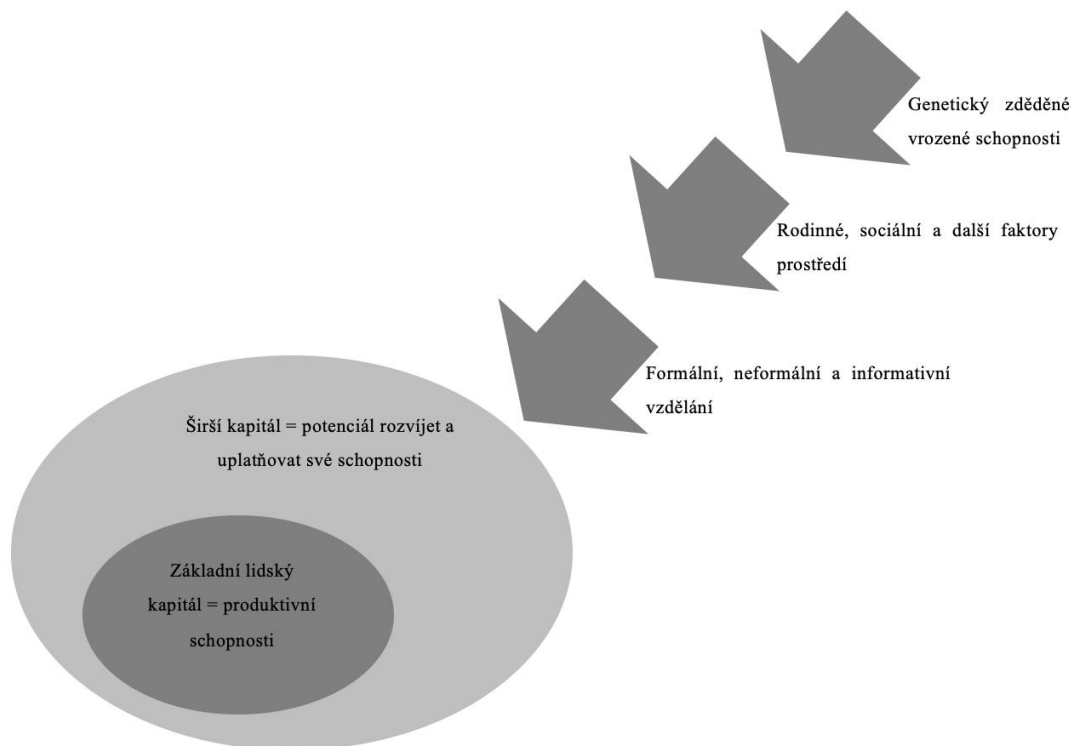 Genetický zděděné
vrozené schopnosti
Rodinné, sociální a další faktory
prostředí
Formální, neformální a informativní
vzdělání
Širší kapitál = potenciál rozvíjet a
uplatňovat své schopnosti
Základní lidský
kapitál = produktivní
schopnosti